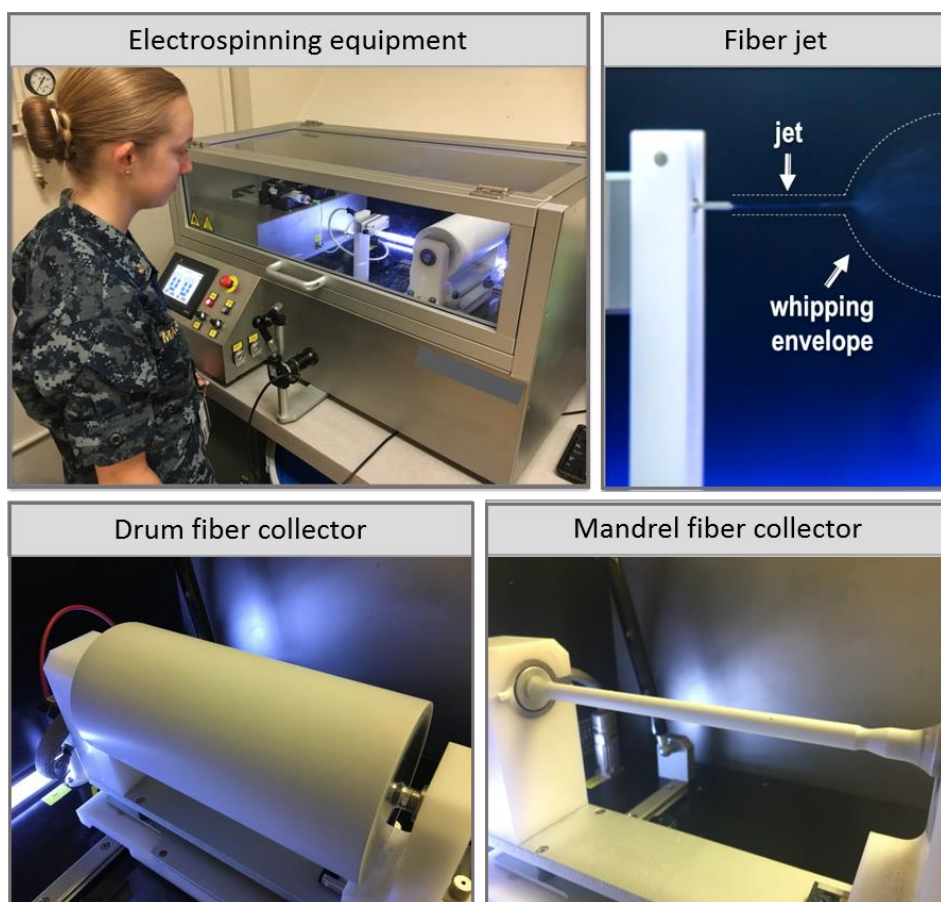 Electrospinning equipment
Fiber jet
jet
whipping
envelope
Drum fiber collector
Mandrel fiber collector